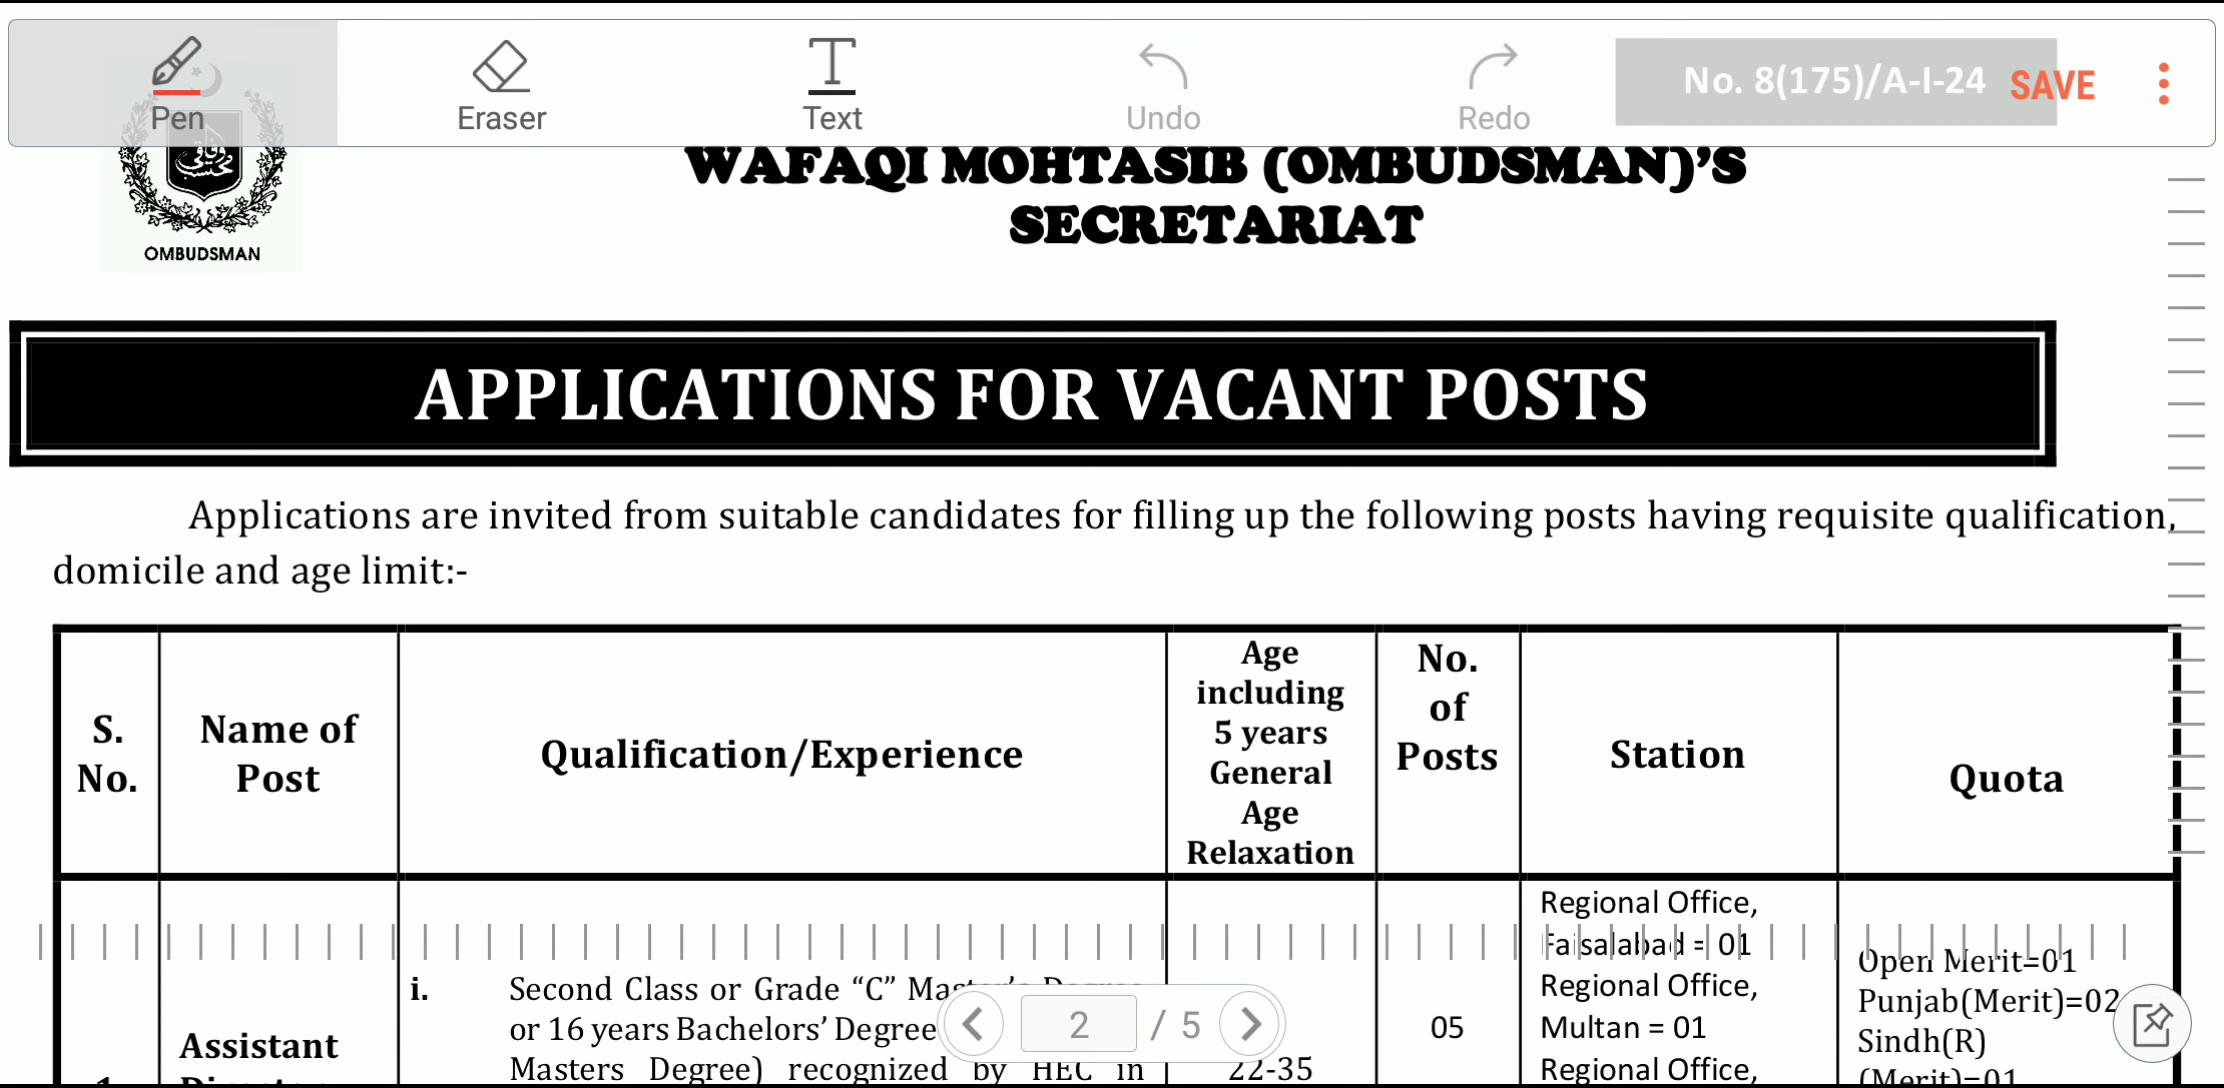 Pen
Eraser
Text
Undo
Redo
No. 8(175)/A-I-24
SAVE
OMBUDSMAN
WAFAQI MOHTASIB (OMBUDSMAN)’S
SECRETARIAT
APPLICATIONS FOR VACANT POSTS
Applications are invited from suitable candidates for filling up the following posts having requisite qualification,
domicile and age limit:-
S.
No.
Name of
Post
Qualification/Experience
Age
including
5 years
General
Age
Relaxation
No.
of
Posts
Station
Quota
Assistant
i. Second Class or Grade “C” Master’s Degree
or 16 years Bachelors’ Degree
Masters Degree) recognized by HEC in
22-35
05
Regional Office,
Faisalabad = 01
Regional Office,
Multan = 01
Regional Office,
Open Merit=01
Punjab(Merit)=02
Sindh(R)
(Merit)=01
2 / 5